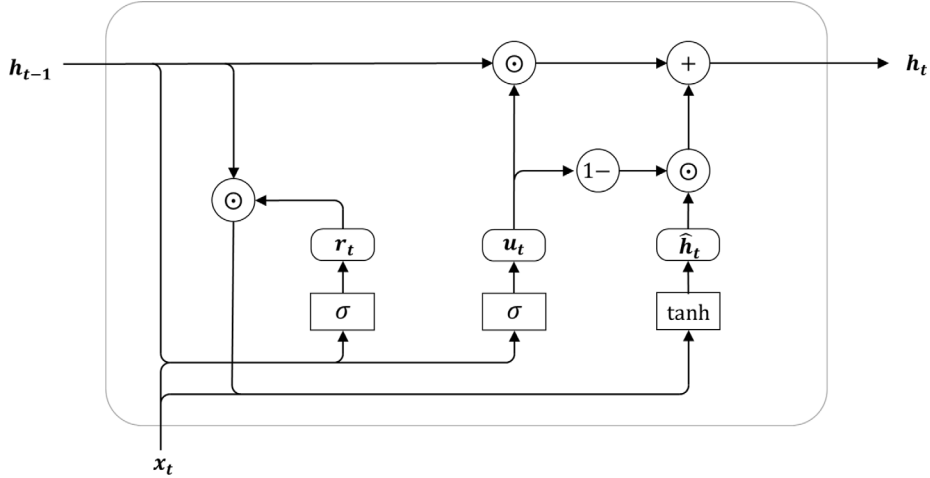 h_{t−1}
⊙
+
h_t
1−
⊙
⊙
r_t
u_t
ĥ_t
σ
σ
tanh
x_t